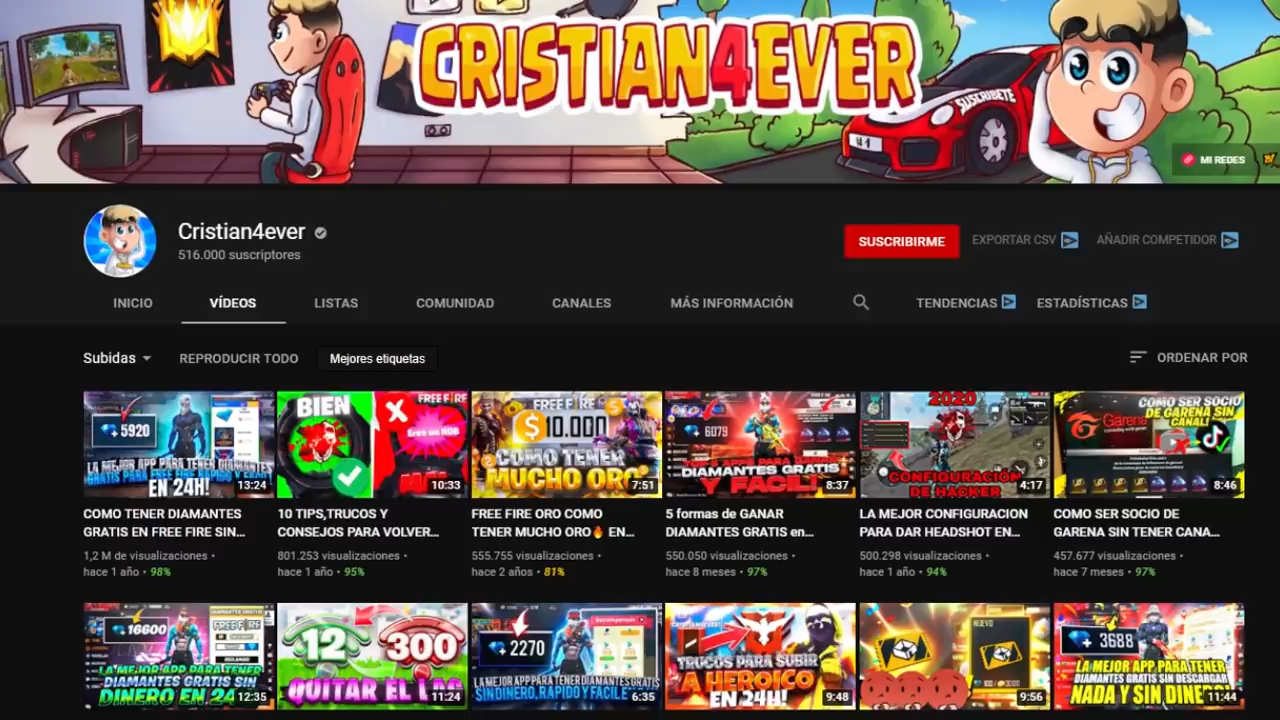 CRISTIAN4EVER
SUSCRIBETE
MI REDES
Cristian4ever
516.000 suscriptores
SUSCRIBIRME
EXPORTAR CSV
AÑADIR COMPETIDOR
INICIO
VÍDEOS
LISTAS
COMUNIDAD
CANALES
MÁS INFORMACIÓN
TENDENCIAS
ESTADÍSTICAS
Subidas
REPRODUCIR TODO
Mejores etiquetas
ORDENAR POR
5920
LA MEJOR APP PARA TENER DIAMANTES
GRATIS PARA FREE FIRE RAPIDO Y
EN 24H!
13:24
BIEN
FREE FIRE
Eres un NOB
10:33
FREE FIRE
10.000
COMO TENER
MUCHO ORO
7:51
6079
DIAMANTES GRATIS
Y FACIL
8:37
2020
CONFIGURACION
DE HACKER
4:17
COMO SER SOCIO
DE GARENA SIN
CANAL!
Garena
8:46
COMO TENER DIAMANTES
GRATIS EN FREE FIRE SIN...
1,2 M de visualizaciones •
hace 1 año • 98%
10 TIPS,TRUCOS Y
CONSEJOS PARA VOLVER...
801.253 visualizaciones •
hace 1 año • 95%
FREE FIRE ORO COMO
TENER MUCHO ORO🔥 EN...
555.755 visualizaciones •
hace 2 años • 81%
5 formas de GANAR
DIAMANTES GRATIS en...
550.050 visualizaciones •
hace 8 meses • 97%
LA MEJOR CONFIGURACION
PARA DAR HEADSHOT EN...
500.298 visualizaciones •
hace 1 año • 94%
COMO SER SOCIO DE
GARENA SIN TENER CANA...
457.677 visualizaciones •
hace 7 meses • 97%
16600
FREE FIRE
LA MEJOR APP PARA TENER
DIAMANTES GRATIS SIN
DINERO EN 24
12:35
12
300
QUITAR EL LAG
11:24
2270
LA MEJOR APP PARA TENER DIAMANTES GRATIS
SIN DINERO, RAPIDO Y FACILE
6:35
TRUCOS PARA SUBIR
A HEROICO
EN 24H!
9:48
NUEVO
9:56
3688
LA MEJOR APP PARA TENER
DIAMANTES GRATIS SIN DESCARGAR
NADA Y SIN DINERO
11:44